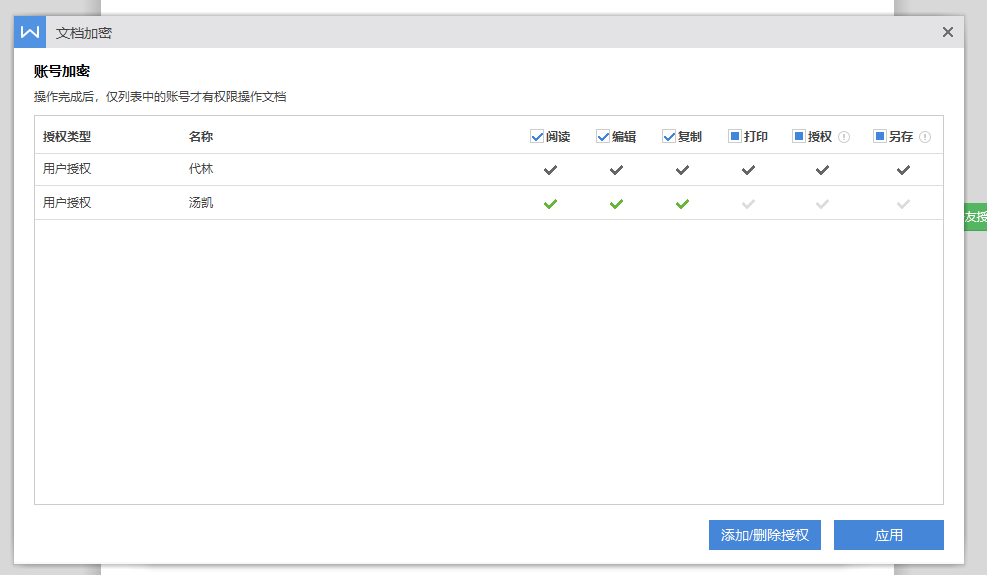 文档加密
账号加密
操作完成后，仅列表中的账号才有权限操作文档
授权类型 名称 阅读 编辑 复制 打印 授权 另存
用户授权 代林
用户授权 汤凯
友授
添加/删除授权 应用